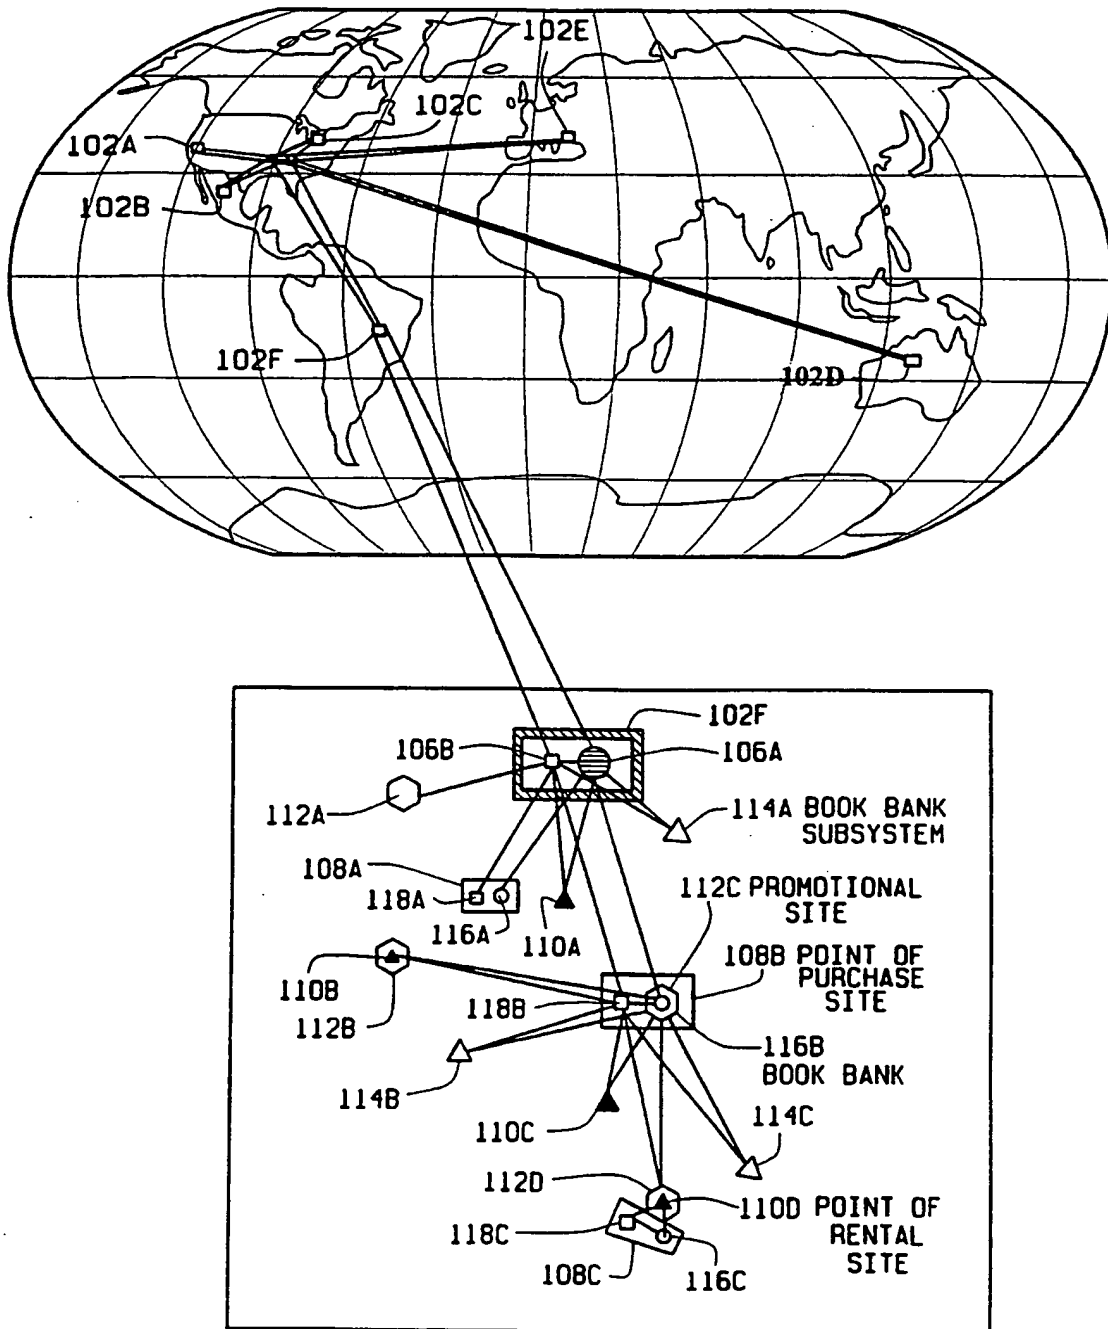 102E
102C
102A
102B
102F
102D
102F
106B
106A
112A
114A BOOK BANK
SUBSYSTEM
108A
118A
116A
110A
112C PROMOTIONAL
SITE
108B POINT OF
PURCHASE
SITE
110B
112B
118B
116B
BOOK BANK
114B
110C
114C
112D
110D POINT OF
RENTAL
SITE
118C
108C
116C